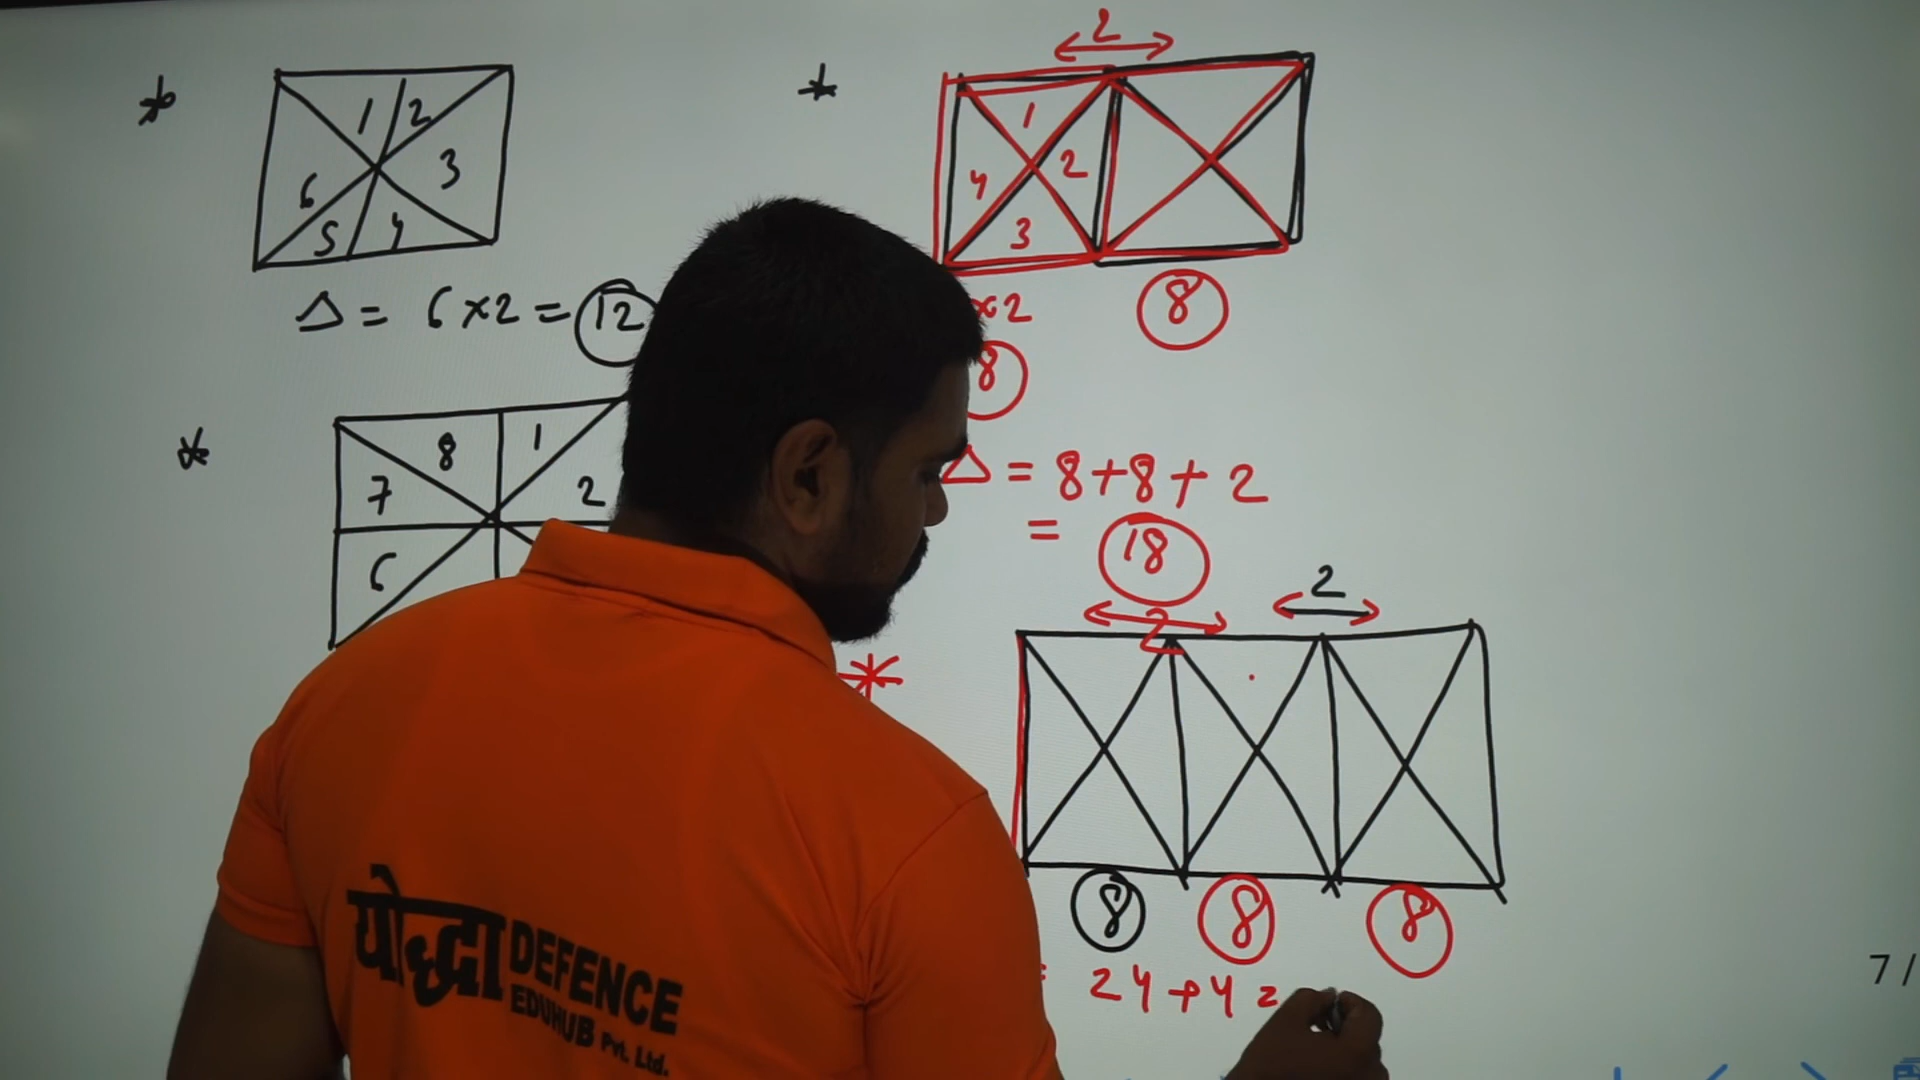 1 2 3 4 5 6
Δ = 6 x 2 = 12
8 1
7 2
6
2
1 2 3 4
x2 8
8
Δ = 8 + 8 + 2
= 18
2 2
8 8 8
= 24 + 4 =
7 /
योद्धा DEFENCE
EDUHUB Pvt. Ltd.